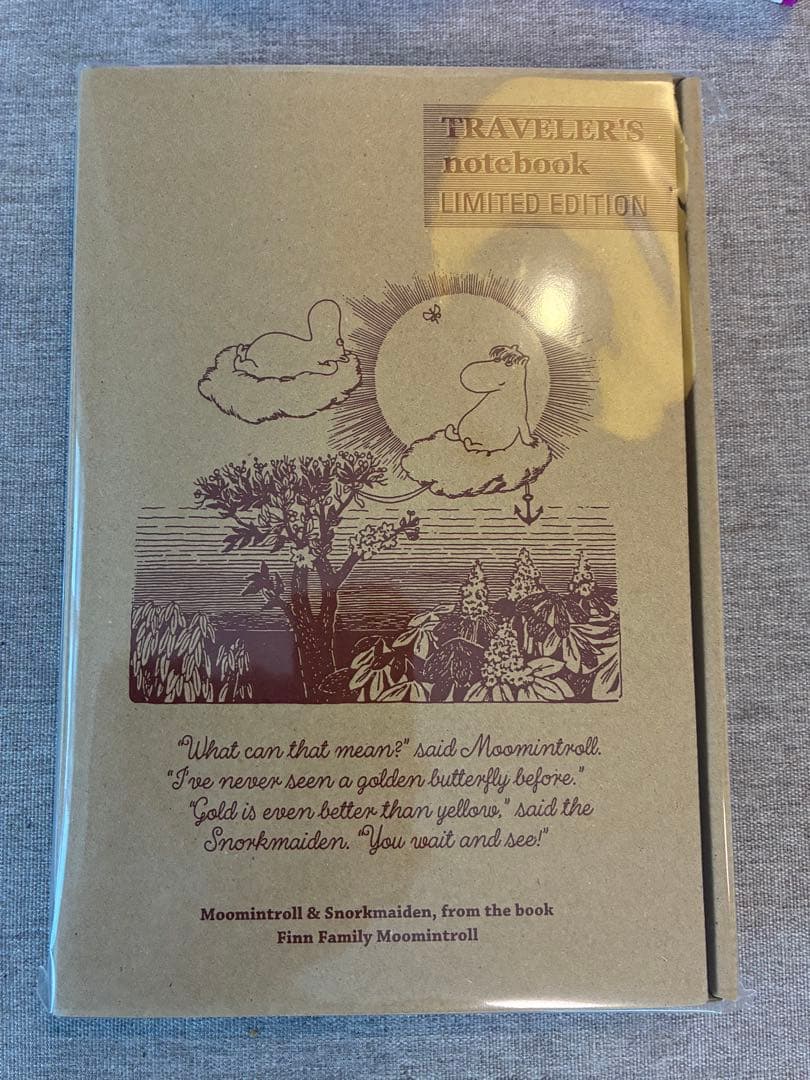 TRAVELER'S
notebook
LIMITED EDITION
"What can that mean?" said Moomintroll.
"I've never seen a golden butterfly before."
"Gold is even better than yellow," said the
Snorkmaiden. "You wait and see!"
Moomintroll & Snorkmaiden, from the book
Finn Family Moomintroll